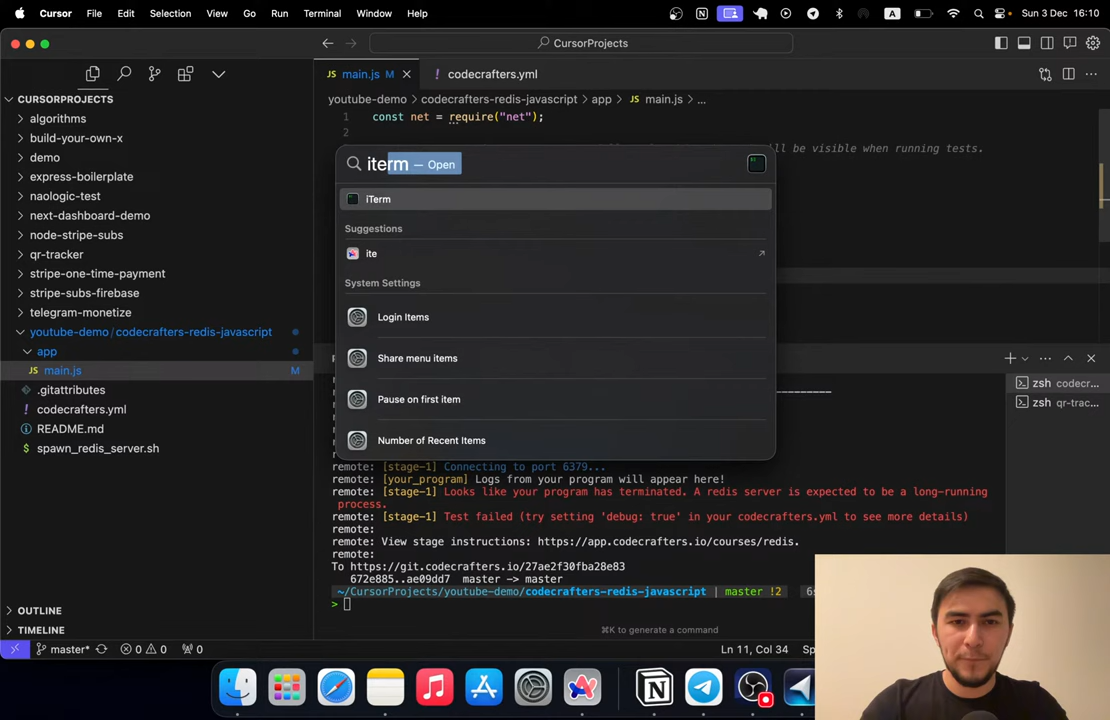 Cursor File Edit Selection View Go Run Terminal Window Help A Sun 3 Dec 16:10
CursorProjects
JS main.js M
! codecrafters.yml
CURSORPROJECTS
algorithms
build-your-own-x
demo
express-boilerplate
naologic-test
next-dashboard-demo
node-stripe-subs
qr-tracker
stripe-one-time-payment
stripe-subs-firebase
telegram-monetize
youtube-demo / codecrafters-redis-javascript
app
JS main.js M
.gitattributes
! codecrafters.yml
README.md
spawn_redis_server.sh
OUTLINE
TIMELINE
youtube-demo > codecrafters-redis-javascript > app > JS main.js > ...
1 const net = require("net");
2
ll be visible when running tests.
iterm — Open
iTerm
Suggestions
ite
System Settings
Login Items
Share menu items
Pause on first item
Number of Recent Items
zsh codecr...
zsh qr-trac...
remote: [stage-1] Connecting to port 6379...
remote: [your_program] Logs from your program will appear here!
remote: [stage-1] Looks like your program has terminated. A redis server is expected to be a long-running
process.
remote: [stage-1] Test failed (try setting 'debug: true' in your codecrafters.yml to see more details)
remote:
remote: View stage instructions: https://app.codecrafters.io/courses/redis.
remote:
To https://git.codecrafters.io/27ae2f30fba28e83
672e885..ae09dd7 master -> master
~/CursorProjects/youtube-demo/codecrafters-redis-javascript | master !2
>
⌘K to generate a command
master* 0 0 0 Ln 11, Col 34